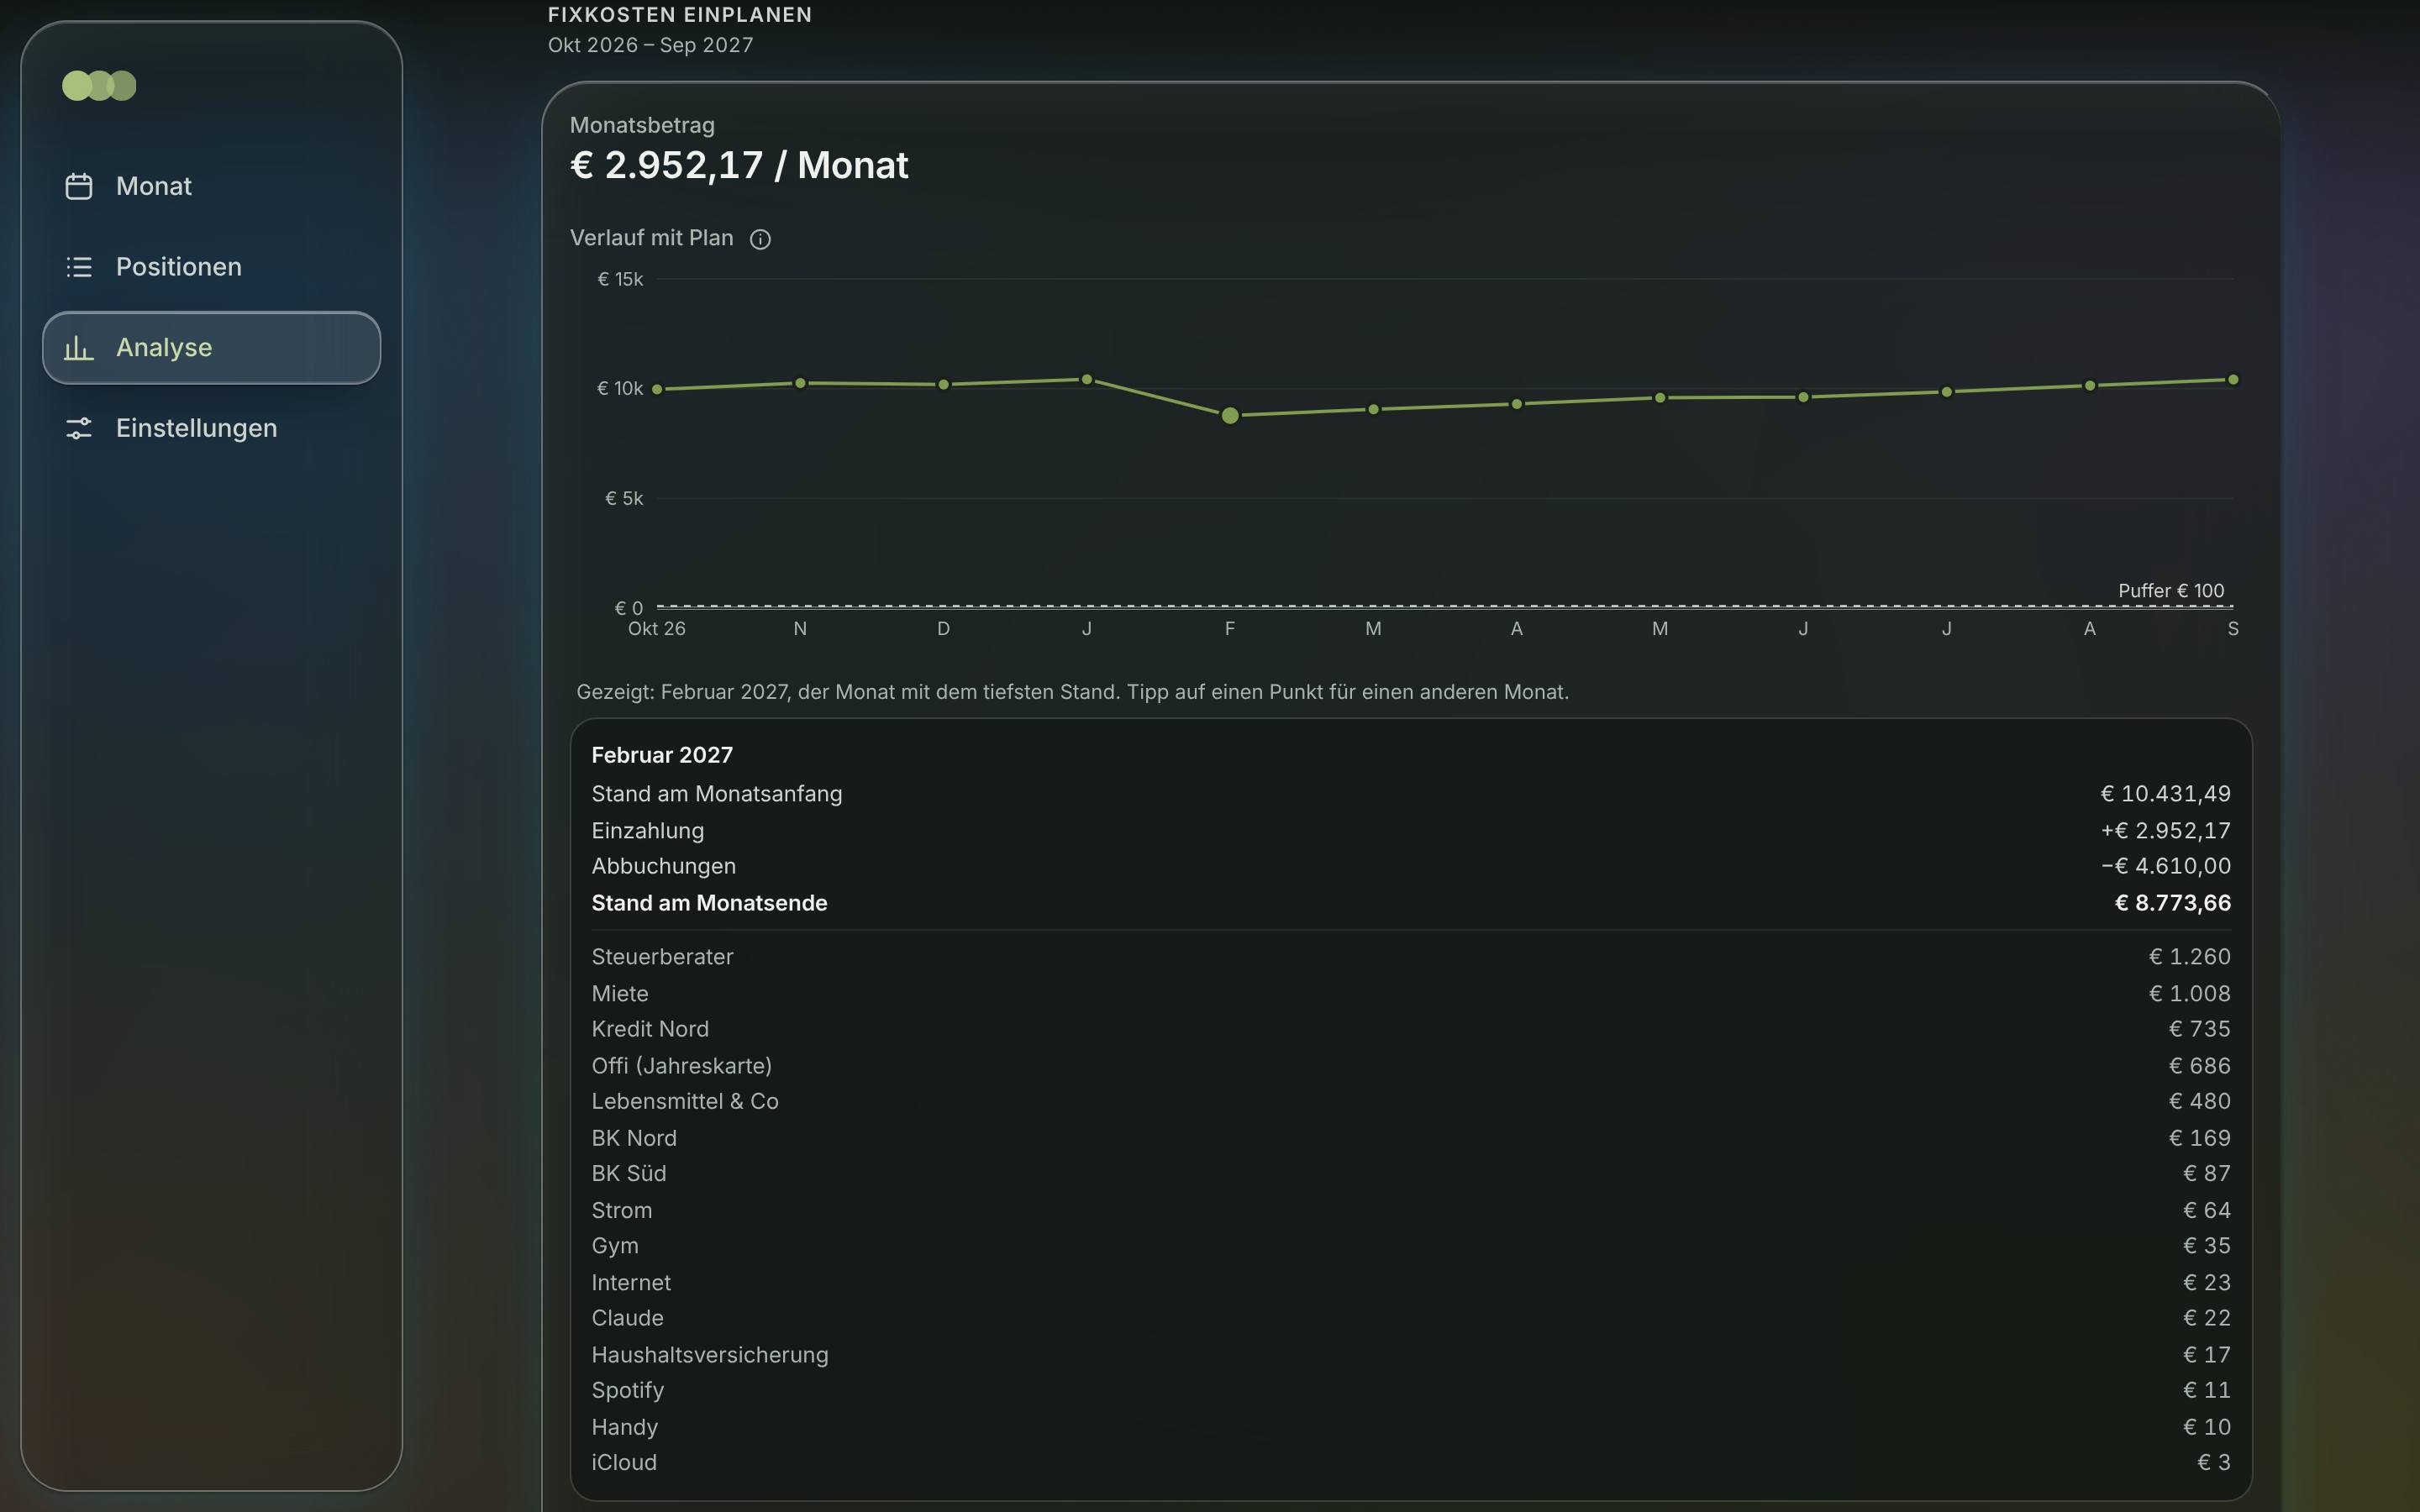 FIXKOSTEN EINPLANEN
Okt 2026 – Sep 2027
Monat
Positionen
Analyse
Einstellungen
Monatsbetrag
€ 2.952,17 / Monat
Verlauf mit Plan
€ 15k
€ 10k
€ 5k
€ 0
Puffer € 100
Okt 26 N D J F M A M J J A S
Gezeigt: Februar 2027, der Monat mit dem tiefsten Stand. Tipp auf einen Punkt für einen anderen Monat.
Februar 2027
Stand am Monatsanfang € 10.431,49
Einzahlung +€ 2.952,17
Abbuchungen −€ 4.610,00
Stand am Monatsende € 8.773,66
Steuerberater € 1.260
Miete € 1.008
Kredit Nord € 735
Offi (Jahreskarte) € 686
Lebensmittel & Co € 480
BK Nord € 169
BK Süd € 87
Strom € 64
Gym € 35
Internet € 23
Claude € 22
Haushaltsversicherung € 17
Spotify € 11
Handy € 10
iCloud € 3